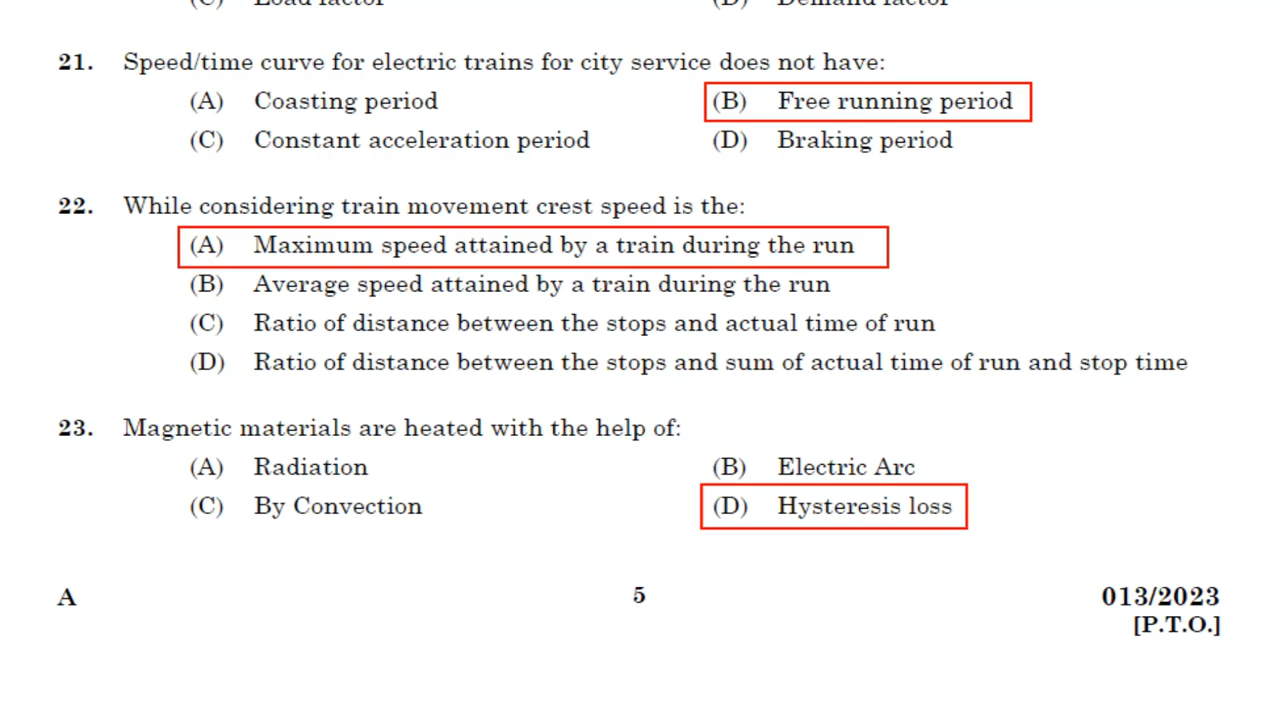 (C) Load factor (D) Demand factor
21. Speed/time curve for electric trains for city service does not have:
(A) Coasting period (B) Free running period
(C) Constant acceleration period (D) Braking period
22. While considering train movement crest speed is the:
(A) Maximum speed attained by a train during the run
(B) Average speed attained by a train during the run
(C) Ratio of distance between the stops and actual time of run
(D) Ratio of distance between the stops and sum of actual time of run and stop time
23. Magnetic materials are heated with the help of:
(A) Radiation (B) Electric Arc
(C) By Convection (D) Hysteresis loss
A 5 013/2023
[P.T.O.]